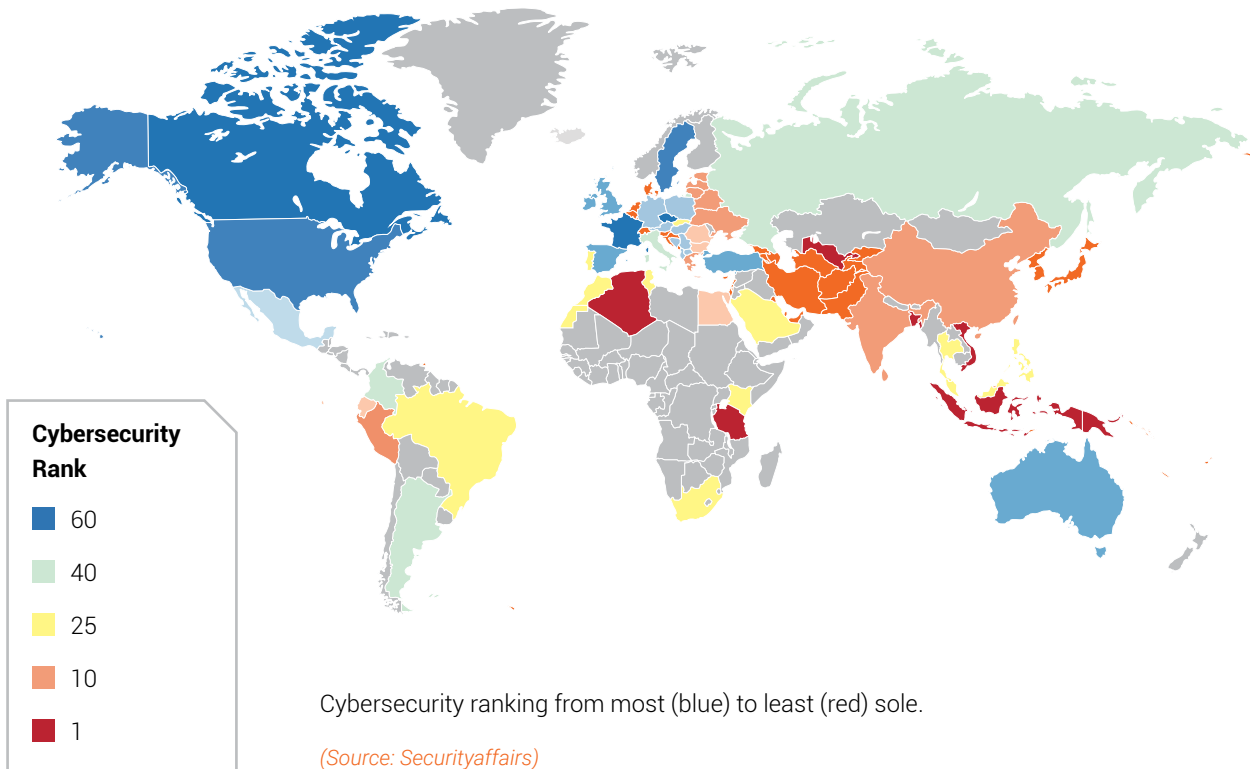 Cybersecurity
Rank
60
40
25
10
1
Cybersecurity ranking from most (blue) to least (red) sole.
(Source: Securityaffairs)